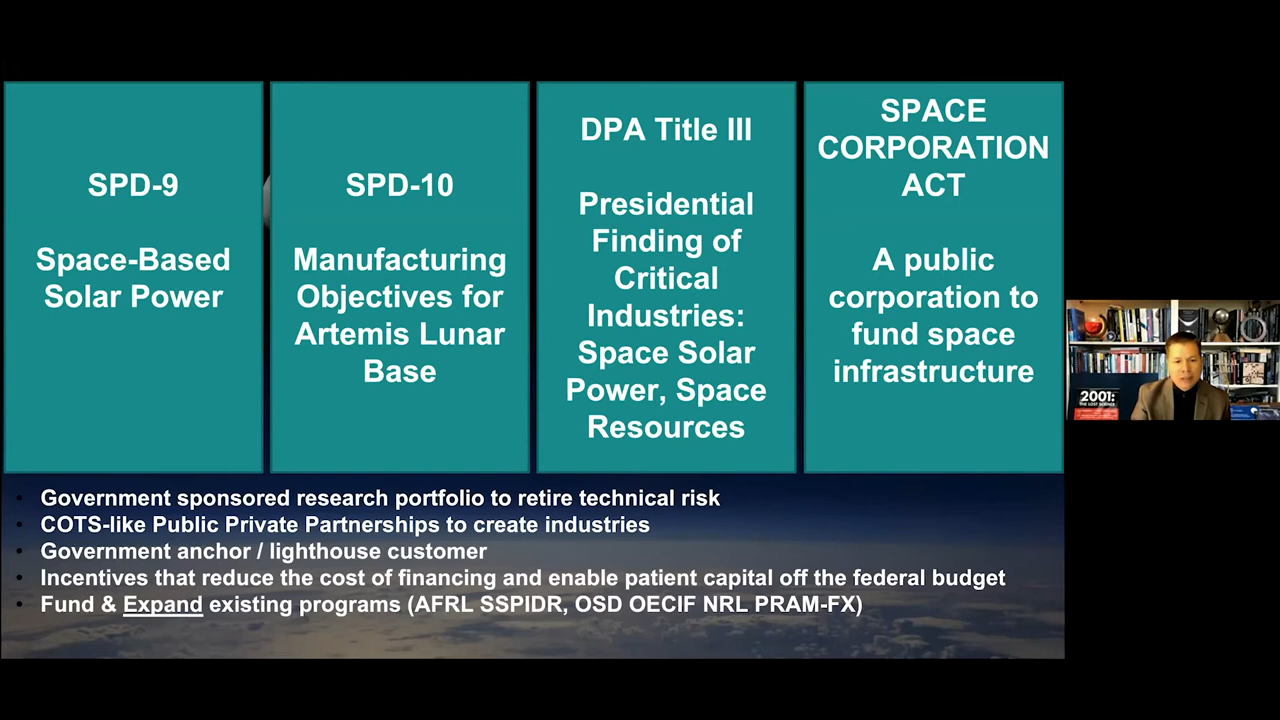 SPD-9
Space-Based
Solar Power
SPD-10
Manufacturing
Objectives for
Artemis Lunar
Base
DPA Title III
Presidential
Finding of
Critical
Industries:
Space Solar
Power, Space
Resources
SPACE
CORPORATION
ACT
A public
corporation to
fund space
infrastructure
• Government sponsored research portfolio to retire technical risk
• COTS-like Public Private Partnerships to create industries
• Government anchor / lighthouse customer
• Incentives that reduce the cost of financing and enable patient capital off the federal budget
• Fund & Expand existing programs (AFRL SSPIDR, OSD OECIF NRL PRAM-FX)
2001:
THE LOST SCIENCE